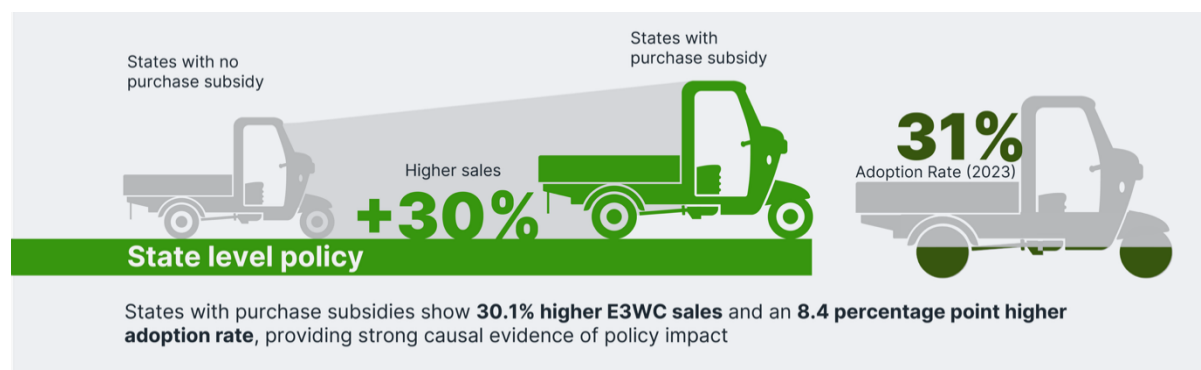 States with no
purchase subsidy
States with
purchase subsidy
Higher sales
+30%
31%
Adoption Rate (2023)
State level policy
States with purchase subsidies show 30.1% higher E3WC sales and an 8.4 percentage point higher
adoption rate, providing strong causal evidence of policy impact